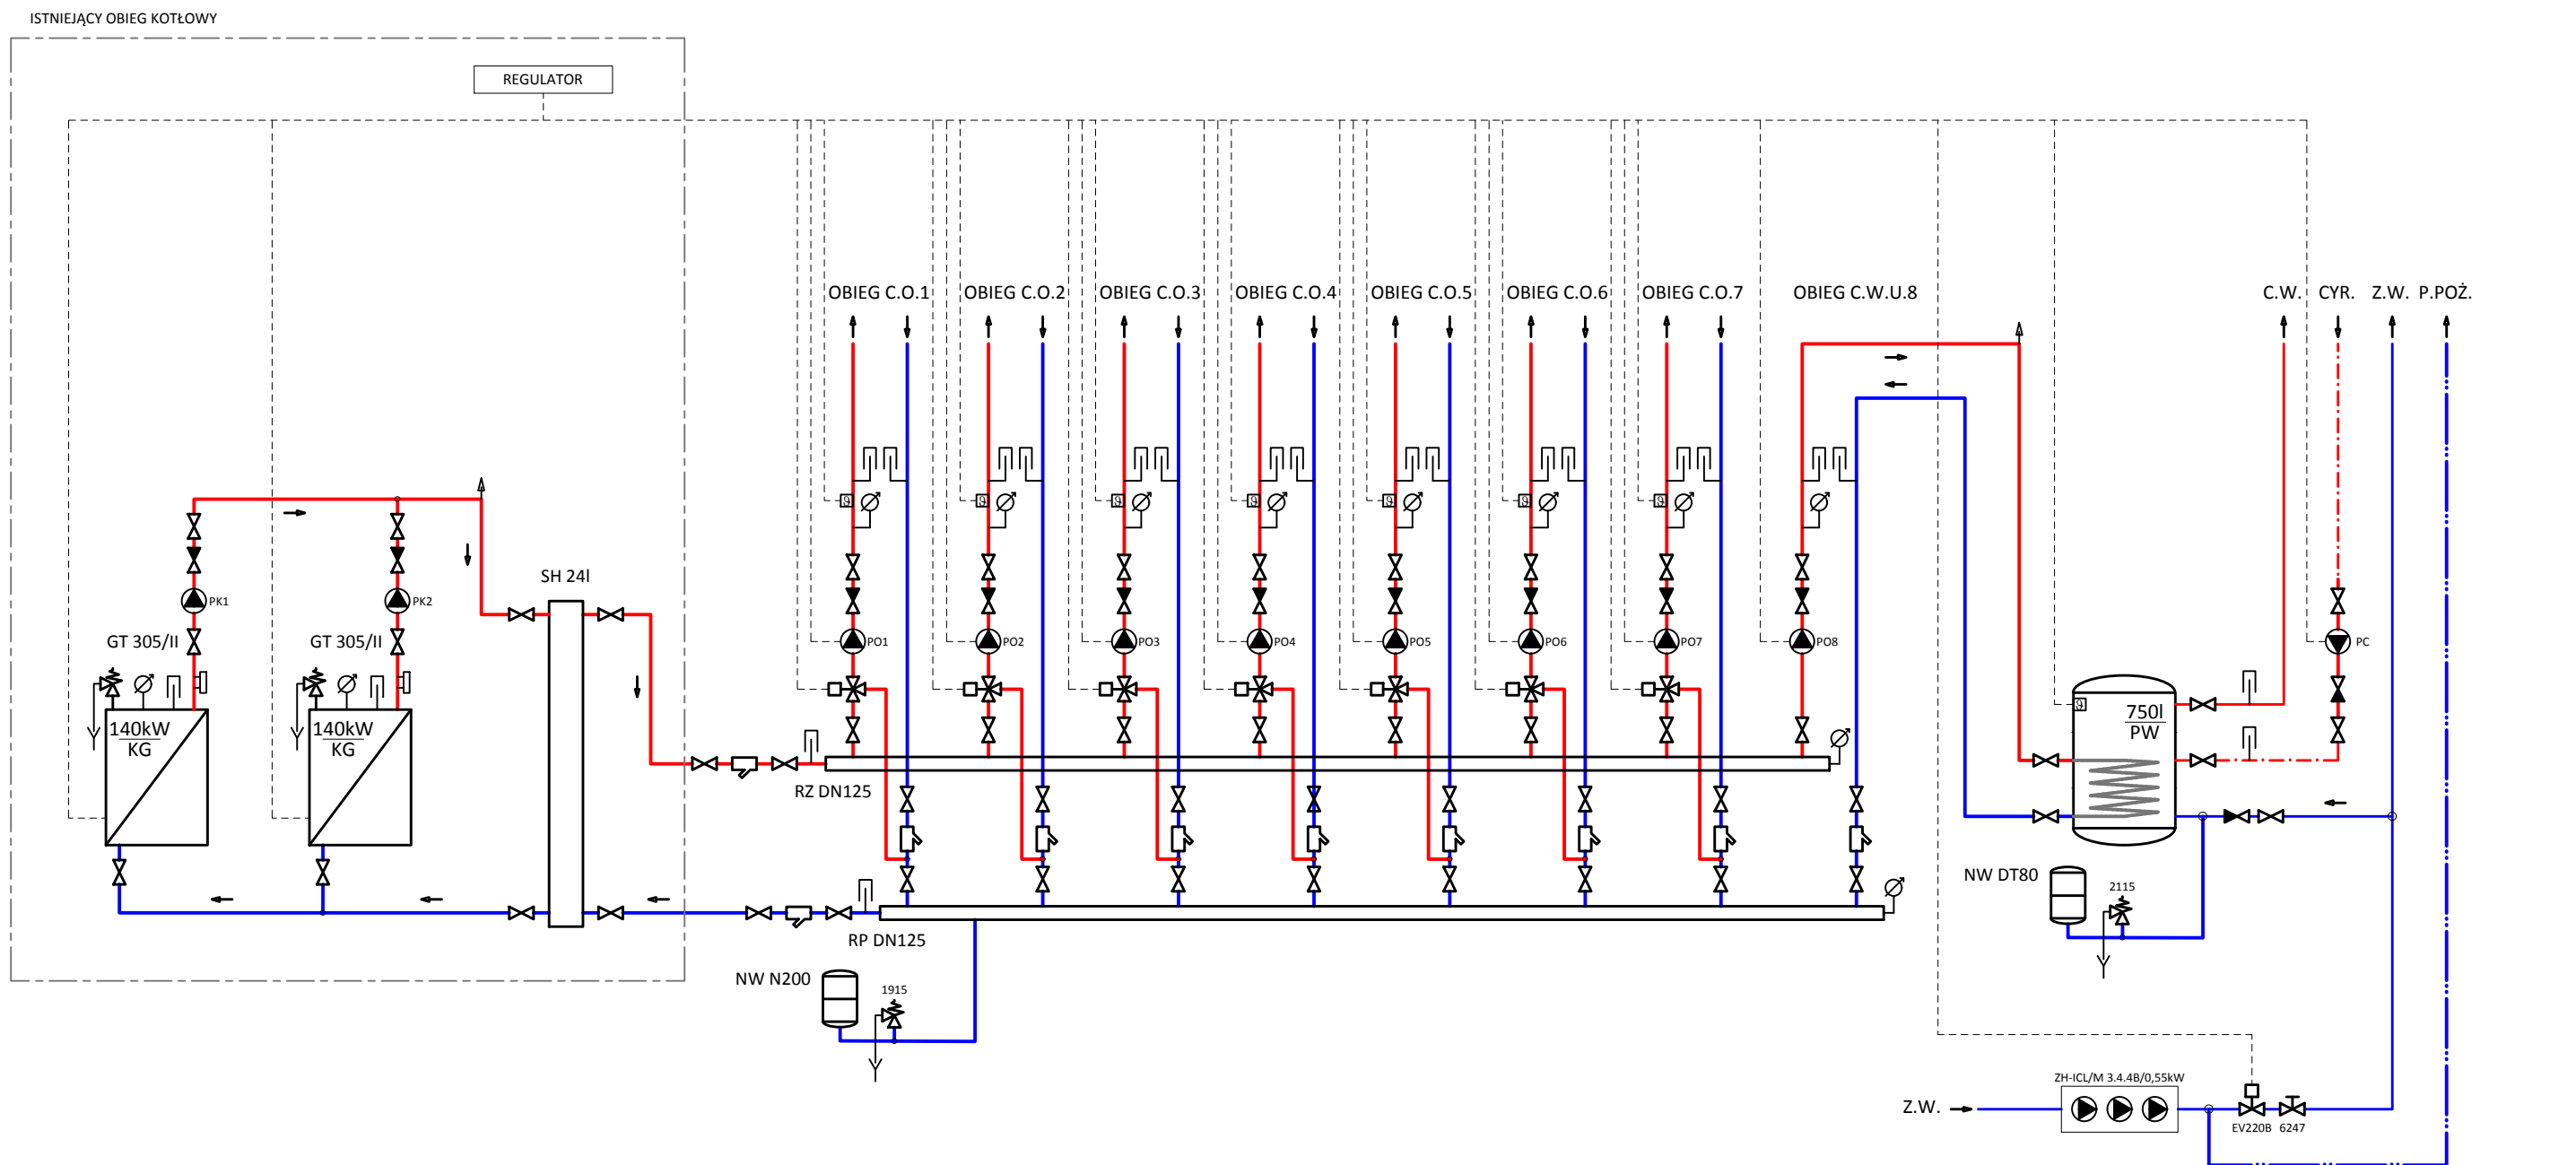 ISTNIEJĄCY OBIEG KOTŁOWY
REGULATOR
OBIEG C.O.1
OBIEG C.O.2
OBIEG C.O.3
OBIEG C.O.4
OBIEG C.O.5
OBIEG C.O.6
OBIEG C.O.7
OBIEG C.W.U.8
C.W.
CYR.
Z.W.
P.POŻ.
ϑ
ϑ
ϑ
ϑ
ϑ
ϑ
ϑ
SH 24l
PK1
PK2
GT 305/II
GT 305/II
PO1
PO2
PO3
PO4
PO5
PO6
PO7
PO8
PC
140kW
KG
140kW
KG
ϑ
750l
PW
RZ DN125
NW DT80
2115
RP DN125
NW N200
1915
ZH-ICL/M 3.4.4B/0,55kW
Z.W.
EV220B
6247